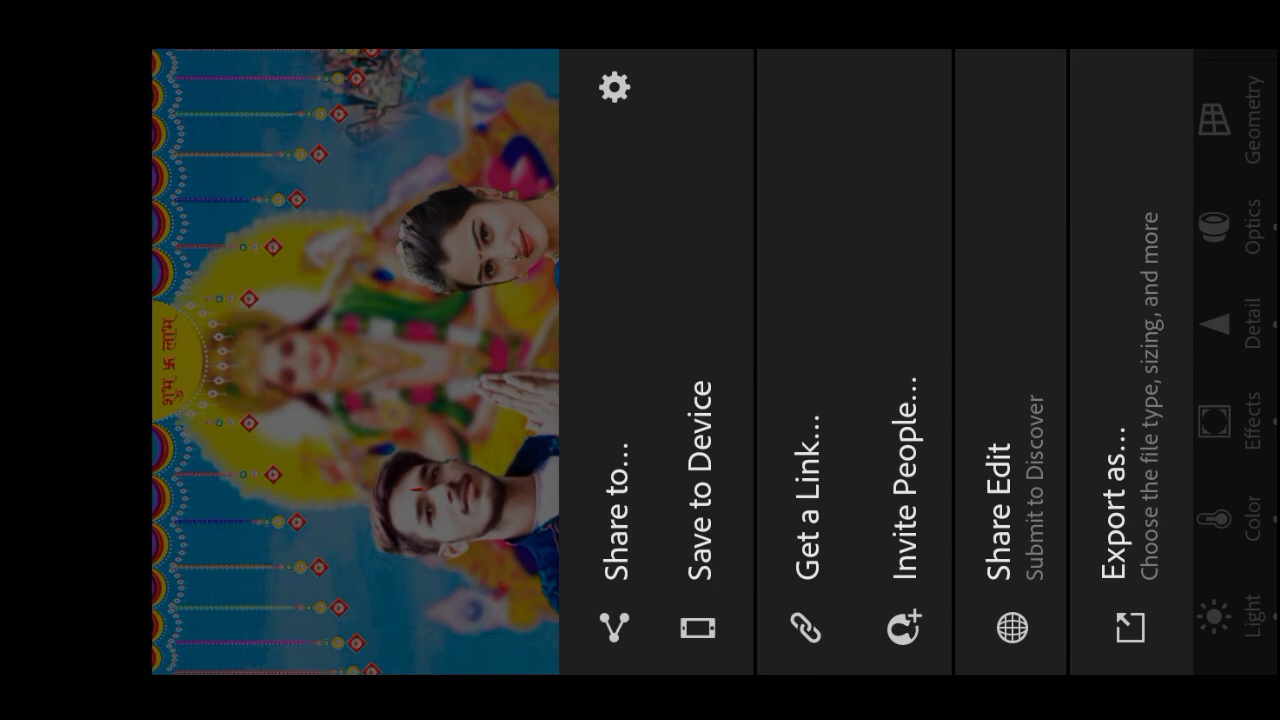 शुभ 卐 लाभ
Share to...
Save to Device
Get a Link...
Invite People...
Share Edit
Submit to Discover
Export as...
Choose the file type, sizing, and more
Light
Color
Effects
Detail
Optics
Geometry